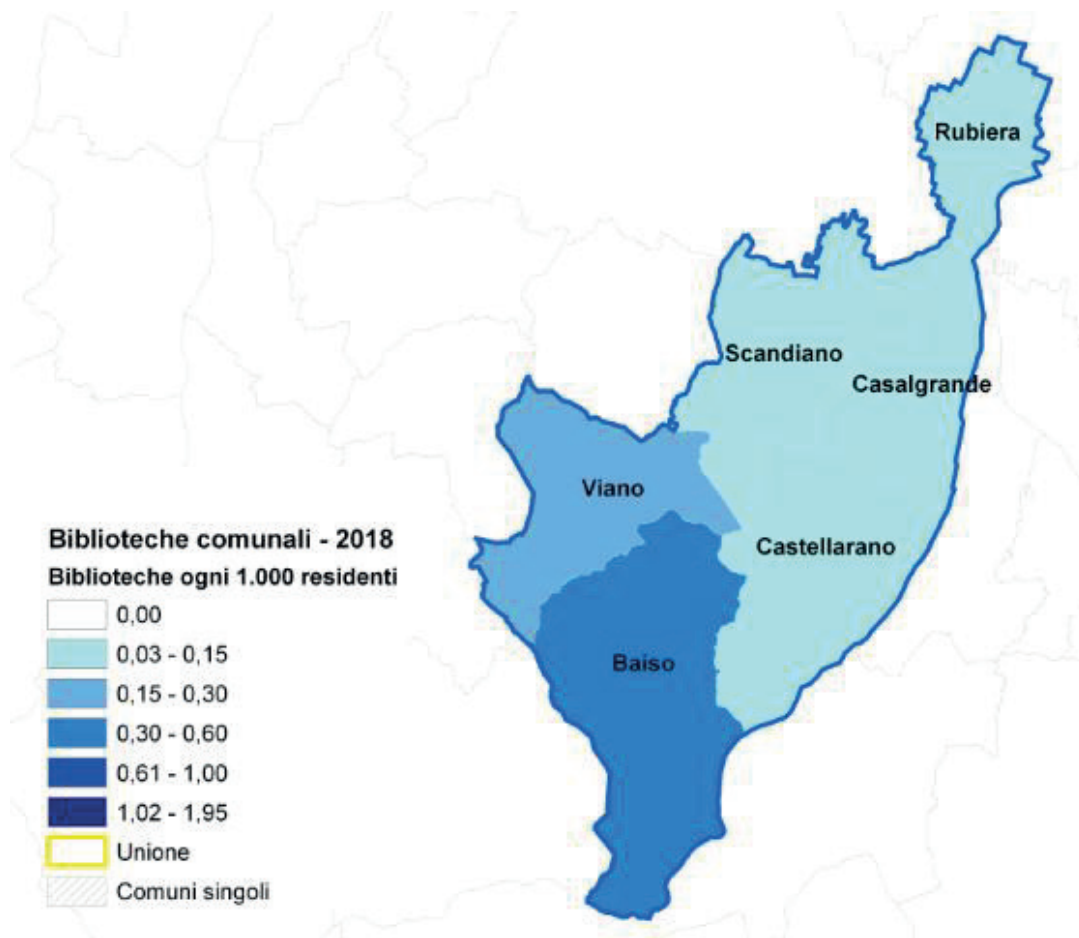 Rubiera
Scandiano
Casalgrande
Viano
Castellarano
Baiso
Biblioteche comunali - 2018
Biblioteche ogni 1.000 residenti
0,00
0,03 - 0,15
0,15 - 0,30
0,30 - 0,60
0,61 - 1,00
1,02 - 1,95
Unione
Comuni singoli